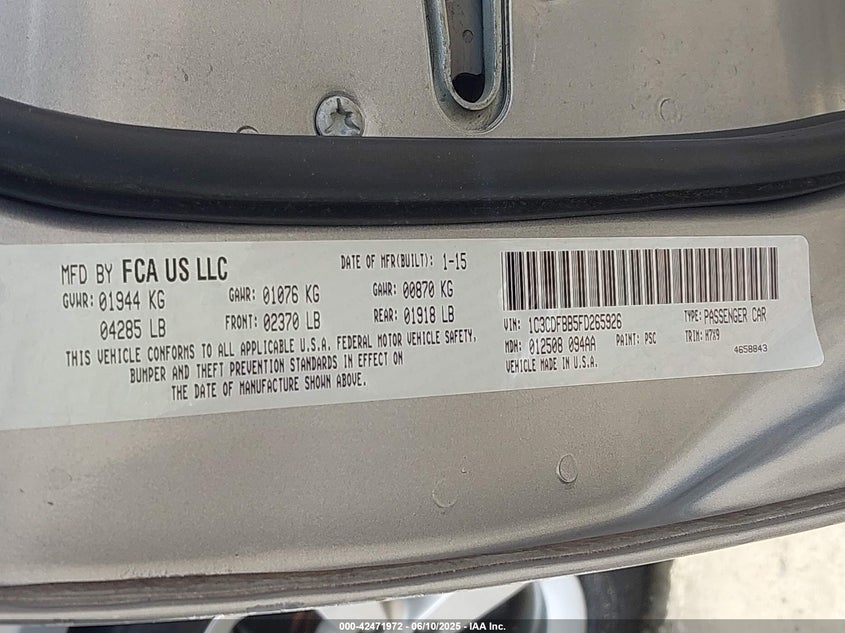 MFD BY FCA US LLC
DATE OF MFR(BUILT): 1-15
GVWR: 01944 KG
GAWR: 01076 KG
GAWR: 00870 KG
04285 LB
FRONT: 02370 LB
REAR: 01918 LB
THIS VEHICLE CONFORMS TO ALL APPLICABLE U.S.A. FEDERAL MOTOR VEHICLE SAFETY,
BUMPER AND THEFT PREVENTION STANDARDS IN EFFECT ON
THE DATE OF MANUFACTURE SHOWN ABOVE.
VIN: 1C3CDFBB5FD265926
TYPE: PASSENGER CAR
MDH: 012508 094AA
PAINT: PSC
TRIM: H7X9
VEHICLE MADE IN U.S.A.
4658843
000-42471972 - 06/10/2025 - IAA Inc.